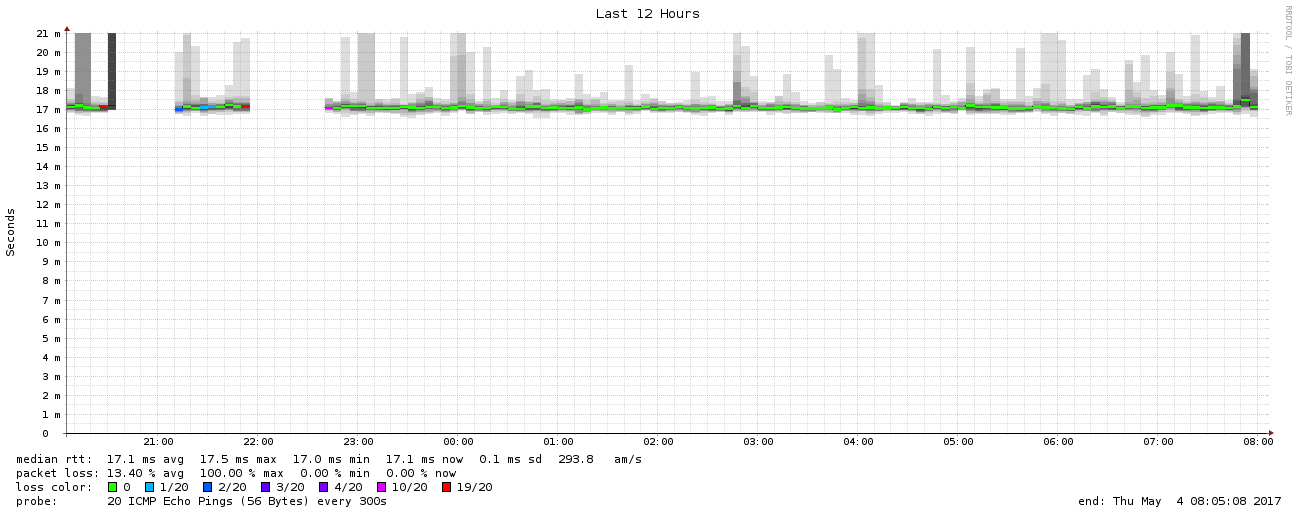 Last 12 Hours
RRDTOOL / TOBI OETIKER
Seconds
21 m
20 m
19 m
18 m
17 m
16 m
15 m
14 m
13 m
12 m
11 m
10 m
9 m
8 m
7 m
6 m
5 m
4 m
3 m
2 m
1 m
0
21:00 22:00 23:00 00:00 01:00 02:00 03:00 04:00 05:00 06:00 07:00 08:00
median rtt: 17.1 ms avg 17.5 ms max 17.0 ms min 17.1 ms now 0.1 ms sd 293.8 am/s
packet loss: 13.40 % avg 100.00 % max 0.00 % min 0.00 % now
loss color: 0 1/20 2/20 3/20 4/20 10/20 19/20
probe: 20 ICMP Echo Pings (56 Bytes) every 300s end: Thu May 4 08:05:08 2017